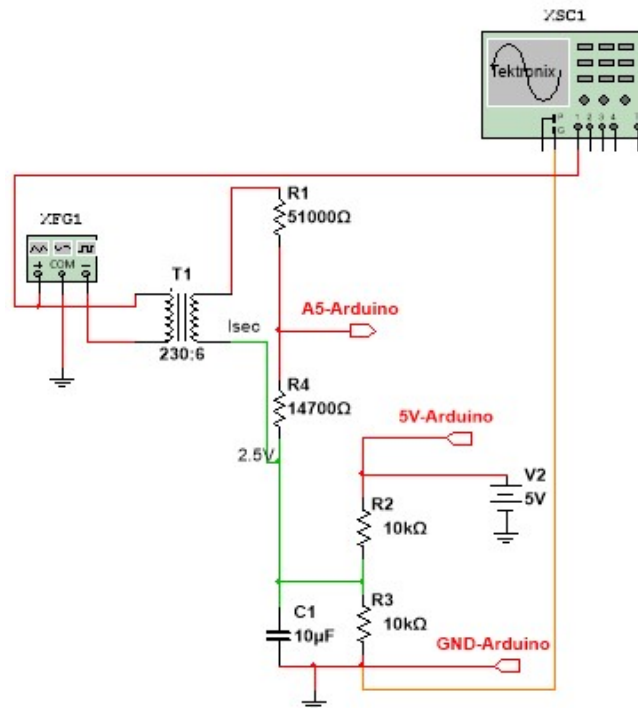 XSC1
Tektronix
P
G
1 2 3 4 T
XFG1
+ COM −
T1
230:6
R1
51000Ω
A5-Arduino
Isec
R4
14700Ω
5V-Arduino
2.5V
V2
5V
R2
10kΩ
C1
10µF
R3
10kΩ
GND-Arduino